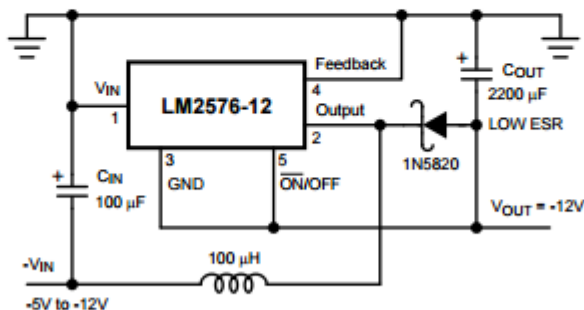 Feedback
+
COUT
VIN
4
2200 µF
LM2576-12
Output
1
2
LOW ESR
3
5
1N5820
+
CIN
GND
ON/OFF
100 µF
VOUT = -12V
100 µH
-VIN
-5V to -12V